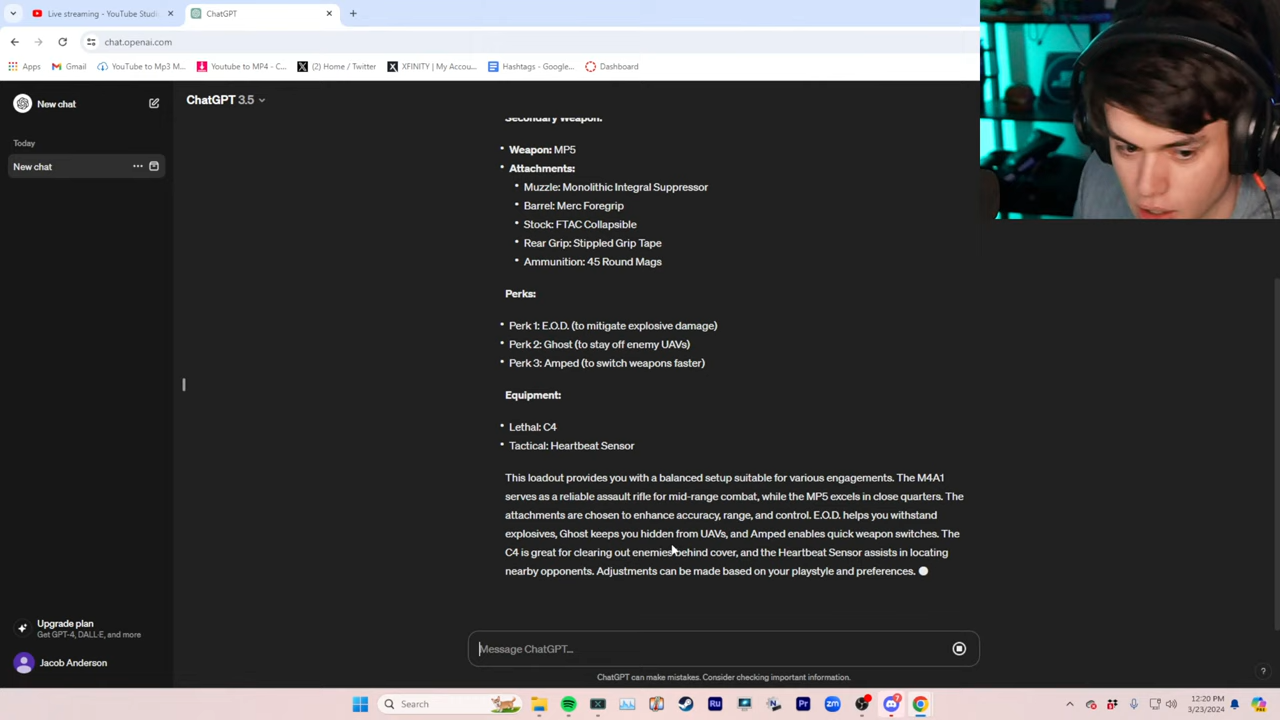 Live streaming - YouTube Studi
ChatGPT
chat.openai.com
Apps
Gmail
YouTube to Mp3 M...
Youtube to MP4 - C...
(2) Home / Twitter
XFINITY | My Accou...
Hashtags - Google...
Dashboard
New chat
ChatGPT 3.5
Today
New chat
Secondary Weapon:
• Weapon: MP5
• Attachments:
• Muzzle: Monolithic Integral Suppressor
• Barrel: Merc Foregrip
• Stock: FTAC Collapsible
• Rear Grip: Stippled Grip Tape
• Ammunition: 45 Round Mags
Perks:
• Perk 1: E.O.D. (to mitigate explosive damage)
• Perk 2: Ghost (to stay off enemy UAVs)
• Perk 3: Amped (to switch weapons faster)
Equipment:
• Lethal: C4
• Tactical: Heartbeat Sensor
This loadout provides you with a balanced setup suitable for various engagements. The M4A1
serves as a reliable assault rifle for mid-range combat, while the MP5 excels in close quarters. The
attachments are chosen to enhance accuracy, range, and control. E.O.D. helps you withstand
explosives, Ghost keeps you hidden from UAVs, and Amped enables quick weapon switches. The
C4 is great for clearing out enemies behind cover, and the Heartbeat Sensor assists in locating
nearby opponents. Adjustments can be made based on your playstyle and preferences.
Upgrade plan
Get GPT-4, DALL·E, and more
Jacob Anderson
Message ChatGPT...
ChatGPT can make mistakes. Consider checking important information.
?
Search
Ru
Pr
zm
12:20 PM
3/23/2024